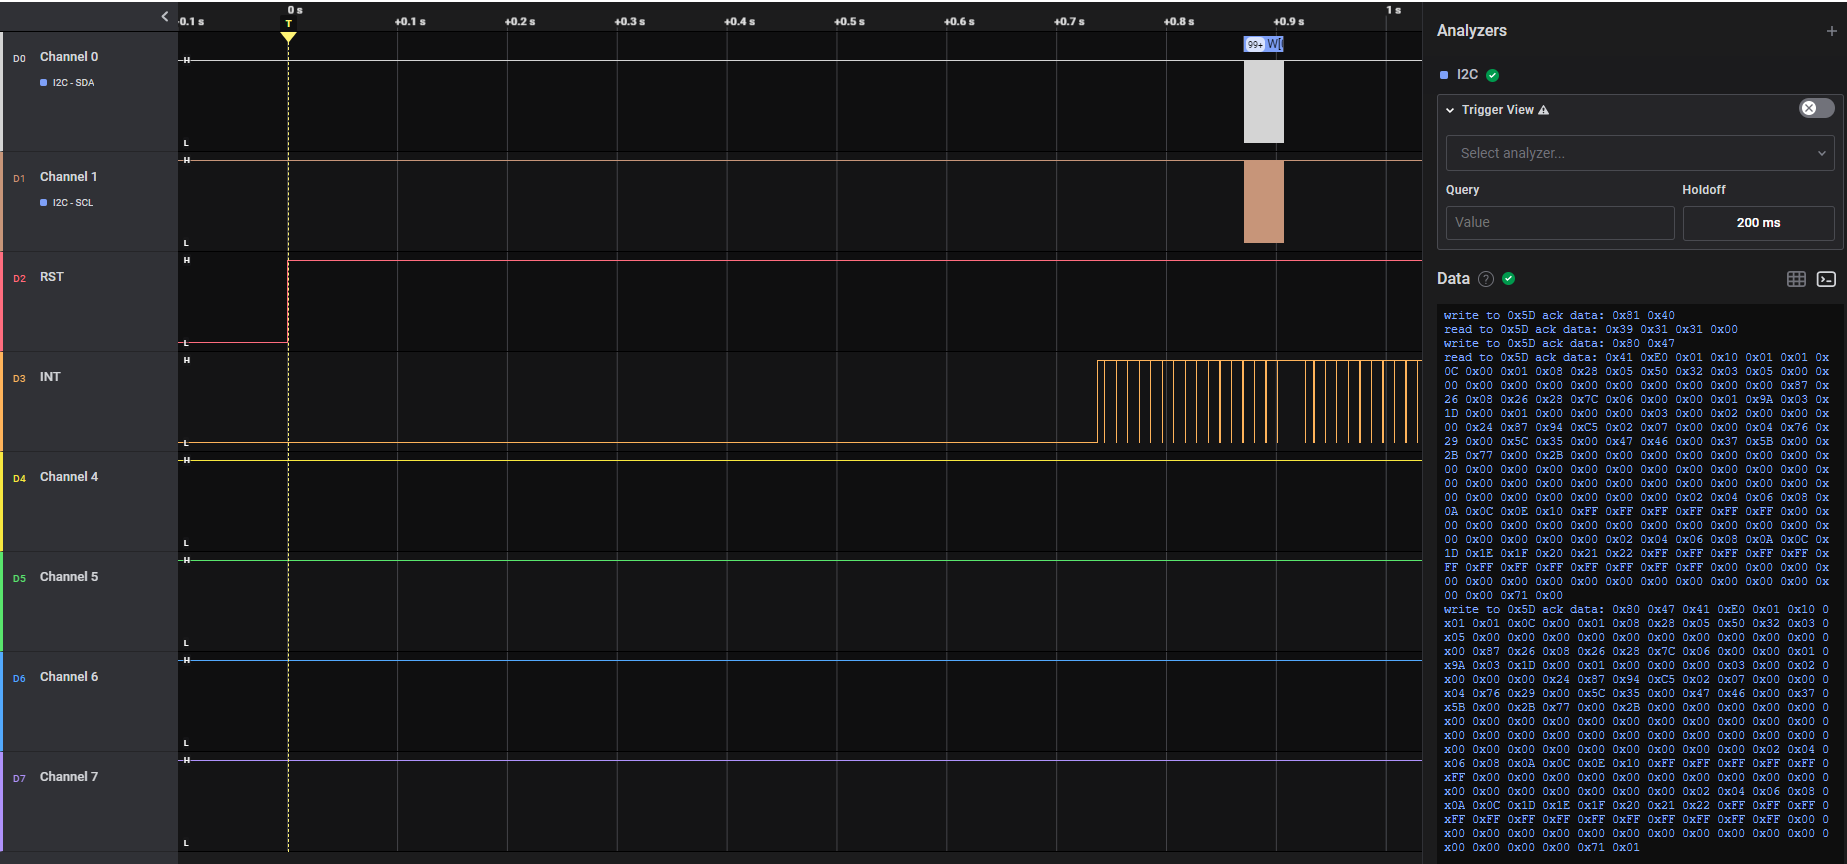 -0.1 s
0 s
T
+0.1 s
+0.2 s
+0.3 s
+0.4 s
+0.5 s
+0.6 s
+0.7 s
+0.8 s
+0.9 s
1 s
D0 Channel 0
I2C - SDA
H
L
99+ W[
D1 Channel 1
I2C - SCL
H
L
D2 RST
H
L
D3 INT
H
L
D4 Channel 4
H
L
D5 Channel 5
H
L
D6 Channel 6
H
L
D7 Channel 7
H
L
Analyzers
I2C
Trigger View
Select analyzer...
Query
Holdoff
Value
200 ms
Data
write to 0x5D ack data: 0x81 0x40
read to 0x5D ack data: 0x39 0x31 0x31 0x00
write to 0x5D ack data: 0x80 0x47
read to 0x5D ack data: 0x41 0xE0 0x01 0x10 0x01 0x01 0x
0C 0x00 0x01 0x08 0x28 0x05 0x50 0x32 0x03 0x05 0x00 0x
00 0x00 0x00 0x00 0x00 0x00 0x00 0x00 0x00 0x00 0x87 0x
26 0x08 0x26 0x28 0x7C 0x06 0x00 0x00 0x01 0x9A 0x03 0x
1D 0x00 0x01 0x00 0x00 0x00 0x03 0x00 0x02 0x00 0x00 0x
00 0x24 0x87 0x94 0xC5 0x02 0x07 0x00 0x00 0x04 0x76 0x
29 0x00 0x5C 0x35 0x00 0x47 0x46 0x00 0x37 0x5B 0x00 0x
2B 0x77 0x00 0x2B 0x00 0x00 0x00 0x00 0x00 0x00 0x00 0x
00 0x00 0x00 0x00 0x00 0x00 0x00 0x00 0x00 0x00 0x00 0x
00 0x00 0x00 0x00 0x00 0x00 0x00 0x00 0x00 0x00 0x00 0x
00 0x00 0x00 0x00 0x00 0x00 0x00 0x02 0x04 0x06 0x08 0x
0A 0x0C 0x0E 0x10 0xFF 0xFF 0xFF 0xFF 0xFF 0xFF 0x00 0x
00 0x00 0x00 0x00 0x00 0x00 0x00 0x00 0x00 0x00 0x00 0x
00 0x00 0x00 0x00 0x00 0x02 0x04 0x06 0x08 0x0A 0x0C 0x
1D 0x1E 0x1F 0x20 0x21 0x22 0xFF 0xFF 0xFF 0xFF 0xFF 0x
FF 0xFF 0xFF 0xFF 0xFF 0xFF 0xFF 0xFF 0x00 0x00 0x00 0x
00 0x00 0x00 0x00 0x00 0x00 0x00 0x00 0x00 0x00 0x00 0x
00 0x00 0x71 0x00
write to 0x5D ack data: 0x80 0x47 0x41 0xE0 0x01 0x10 0
x01 0x01 0x0C 0x00 0x01 0x08 0x28 0x05 0x50 0x32 0x03 0
x05 0x00 0x00 0x00 0x00 0x00 0x00 0x00 0x00 0x00 0x00 0
x00 0x87 0x26 0x08 0x26 0x28 0x7C 0x06 0x00 0x00 0x01 0
x9A 0x03 0x1D 0x00 0x01 0x00 0x00 0x00 0x03 0x00 0x02 0
x00 0x00 0x00 0x24 0x87 0x94 0xC5 0x02 0x07 0x00 0x00 0
x04 0x76 0x29 0x00 0x5C 0x35 0x00 0x47 0x46 0x00 0x37 0
x5B 0x00 0x2B 0x77 0x00 0x2B 0x00 0x00 0x00 0x00 0x00 0
x00 0x00 0x00 0x00 0x00 0x00 0x00 0x00 0x00 0x00 0x00 0
x00 0x00 0x00 0x00 0x00 0x00 0x00 0x00 0x00 0x00 0x00 0
x00 0x00 0x00 0x00 0x00 0x00 0x00 0x00 0x00 0x02 0x04 0
x06 0x08 0x0A 0x0C 0x0E 0x10 0xFF 0xFF 0xFF 0xFF 0xFF 0
xFF 0x00 0x00 0x00 0x00 0x00 0x00 0x00 0x00 0x00 0x00 0
x00 0x00 0x00 0x00 0x00 0x00 0x00 0x02 0x04 0x06 0x08 0
x0A 0x0C 0x1D 0x1E 0x1F 0x20 0x21 0x22 0xFF 0xFF 0xFF 0
xFF 0xFF 0xFF 0xFF 0xFF 0xFF 0xFF 0xFF 0xFF 0xFF 0x00 0
x00 0x00 0x00 0x00 0x00 0x00 0x00 0x00 0x00 0x00 0x00 0
x00 0x00 0x00 0x00 0x71 0x01